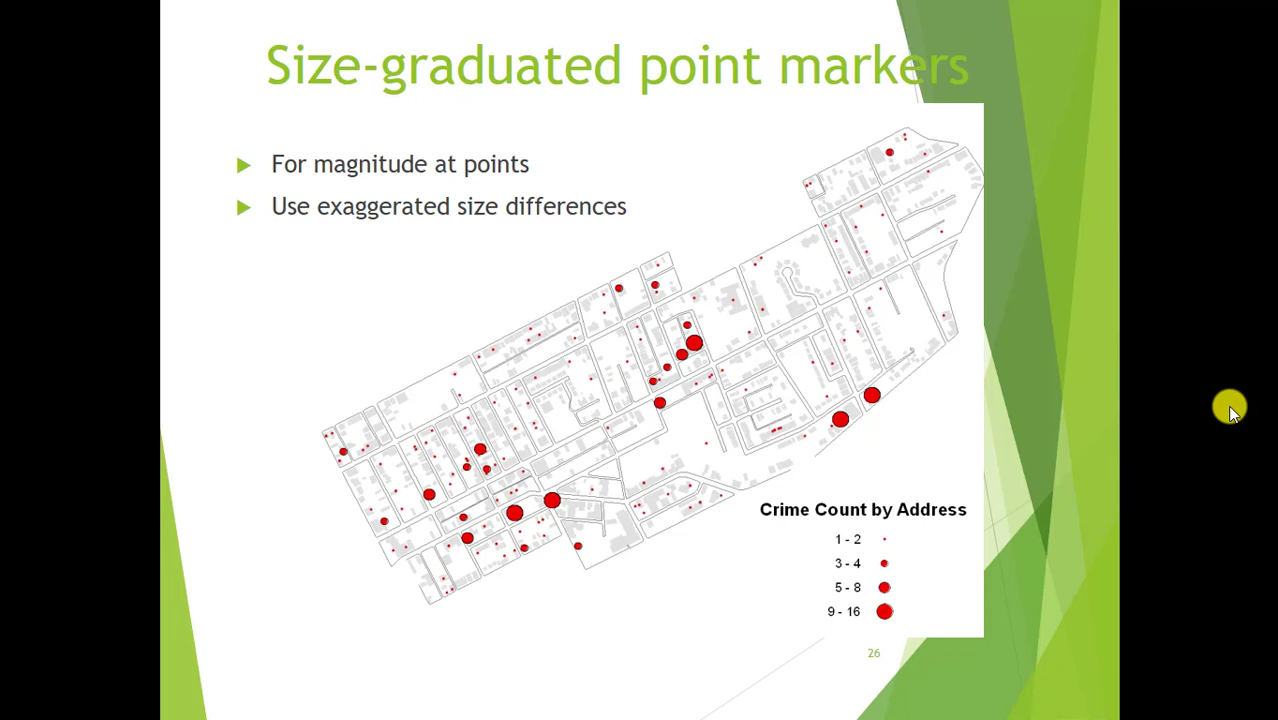 Size-graduated point markers
For magnitude at points
Use exaggerated size differences
Crime Count by Address
1 - 2
3 - 4
5 - 8
9 - 16
26